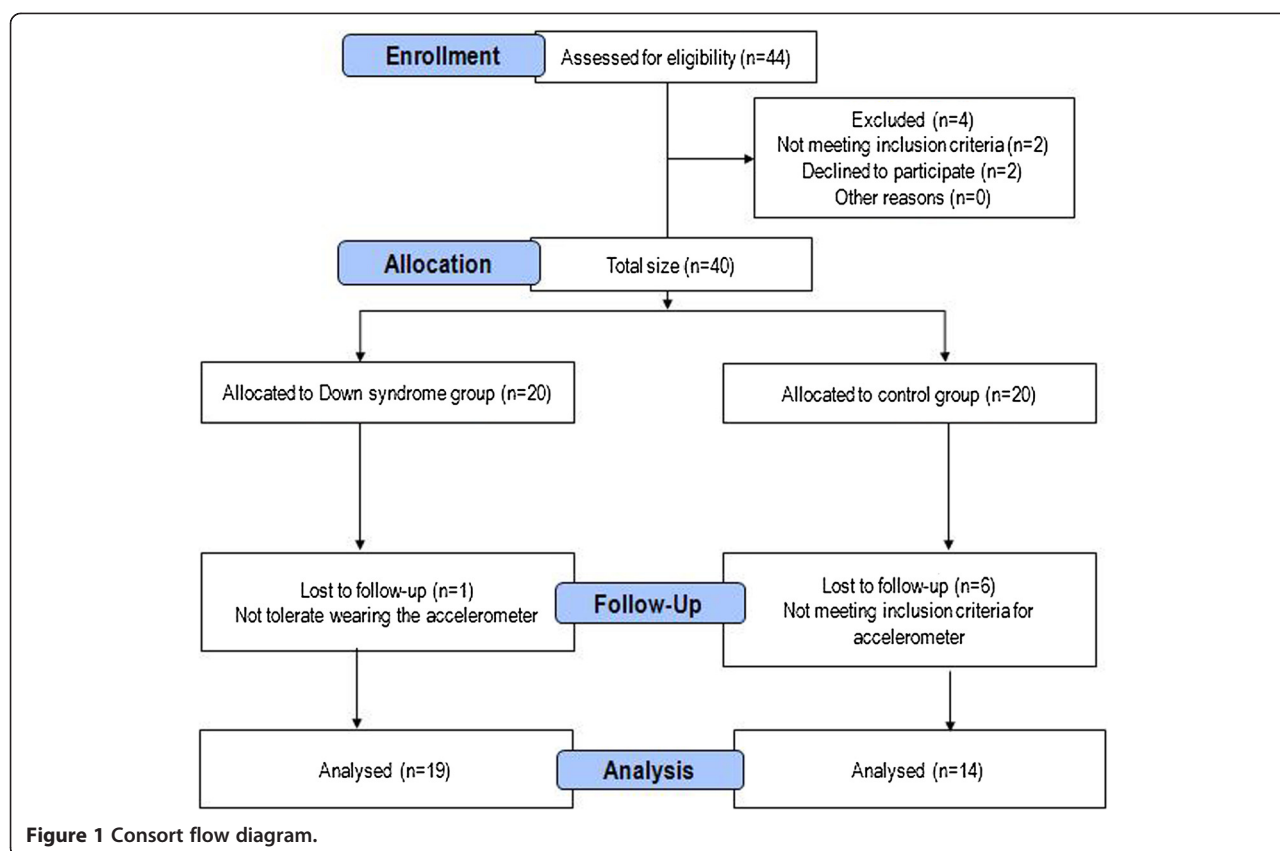 Enrollment
Assessed for eligibility (n=44)
Excluded (n=4)
Not meeting inclusion criteria (n=2)
Declined to participate (n=2)
Other reasons (n=0)
Allocation
Total size (n=40)
Allocated to Down syndrome group (n=20)
Allocated to control group (n=20)
Lost to follow-up (n=1)
Not tolerate wearing the accelerometer
Follow-Up
Lost to follow-up (n=6)
Not meeting inclusion criteria for
accelerometer
Analysed (n=19)
Analysis
Analysed (n=14)
Figure 1 Consort flow diagram.